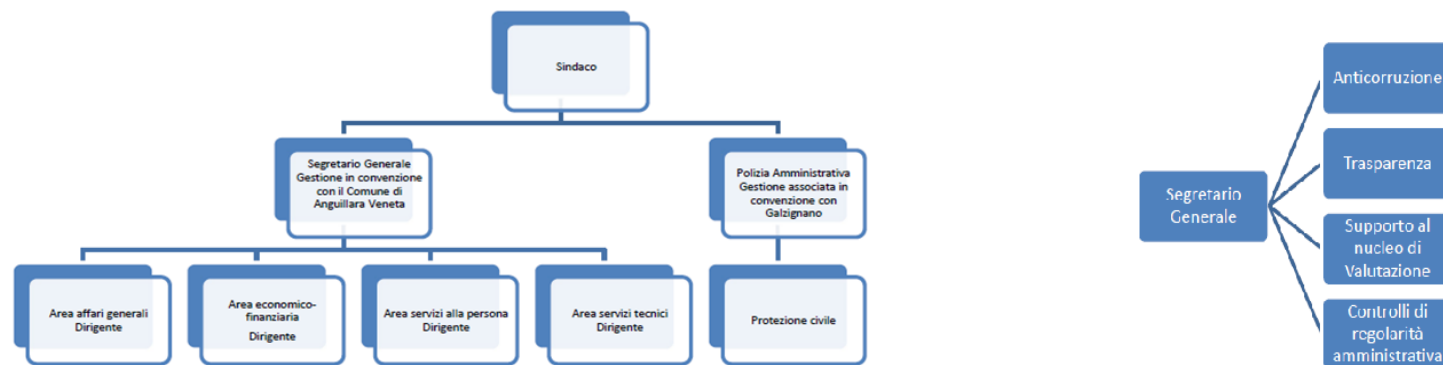 Sindaco
Segretario Generale
Gestione in convenzione
con il Comune di
Anguillara Veneta
Polizia Amministrativa
Gestione associata in
convenzione con
Galzignano
Area affari generali
Dirigente
Area economico-
finanziaria
Dirigente
Area servizi alla persona
Dirigente
Area servizi tecnici
Dirigente
Protezione civile
Segretario
Generale
Anticorruzione
Trasparenza
Supporto al
nucleo di
Valutazione
Controlli di
regolarità
amministrativa